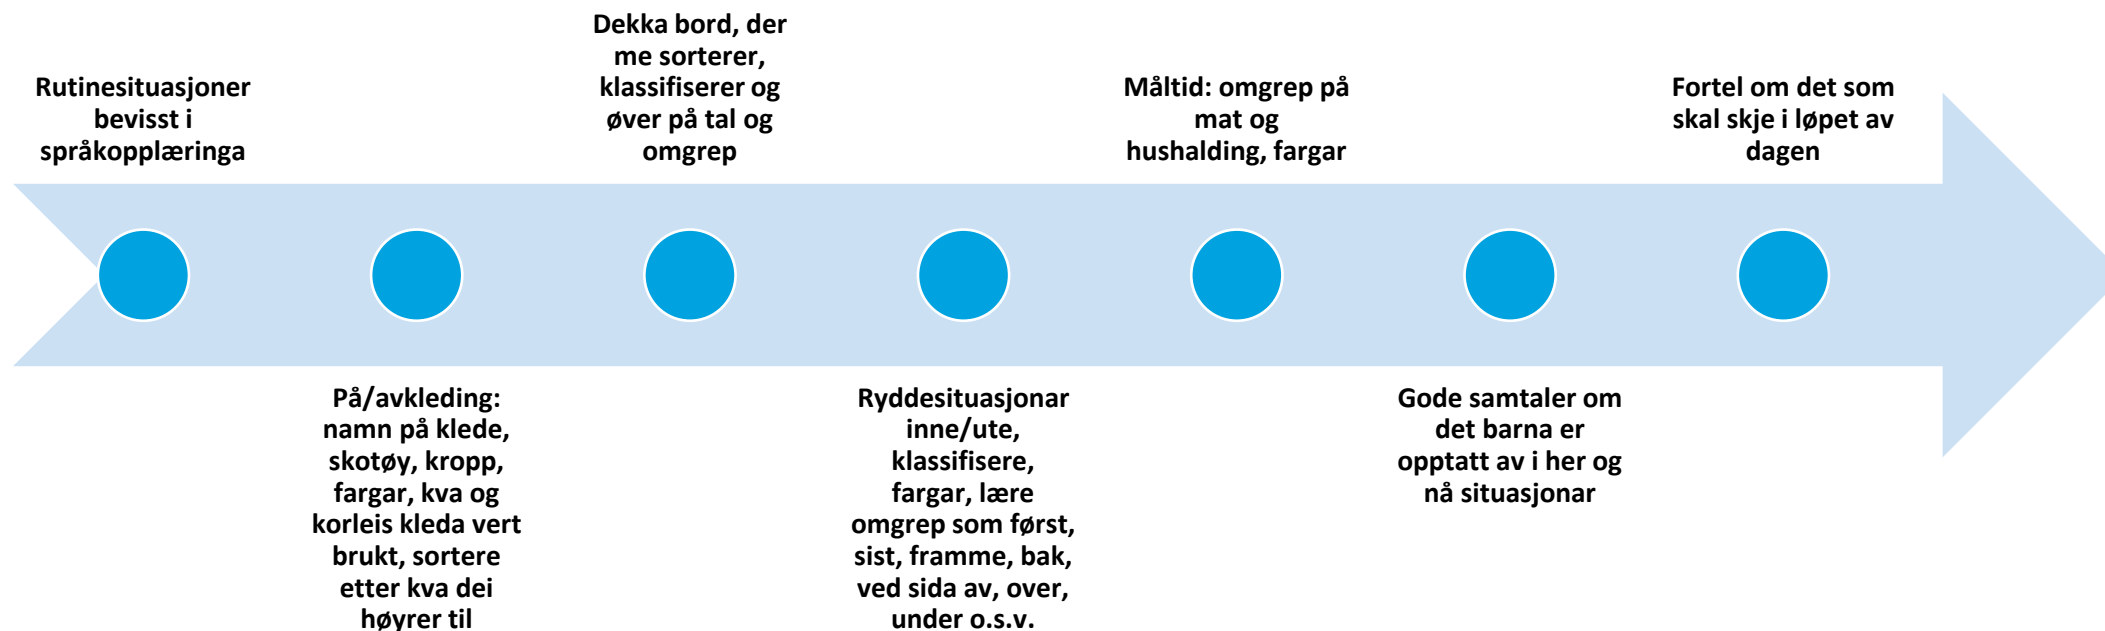 Rutinesituasjoner
bevisst i
språkopplæringa
På/avkleding:
namn på klede,
skotøy, kropp,
fargar, kva og
korleis kleda vert
brukt, sortere
etter kva dei
høyrer til
Dekka bord, der
me sorterer,
klassifiserer og
øver på tal og
omgrep
Ryddesituasjonar
inne/ute,
klassifisere,
fargar, lære
omgrep som først,
sist, framme, bak,
ved sida av, over,
under o.s.v.
Måltid: omgrep på
mat og
hushalding, fargar
Gode samtaler om
det barna er
opptatt av i her og
nå situasjonar
Fortel om det som
skal skje i løpet av
dagen